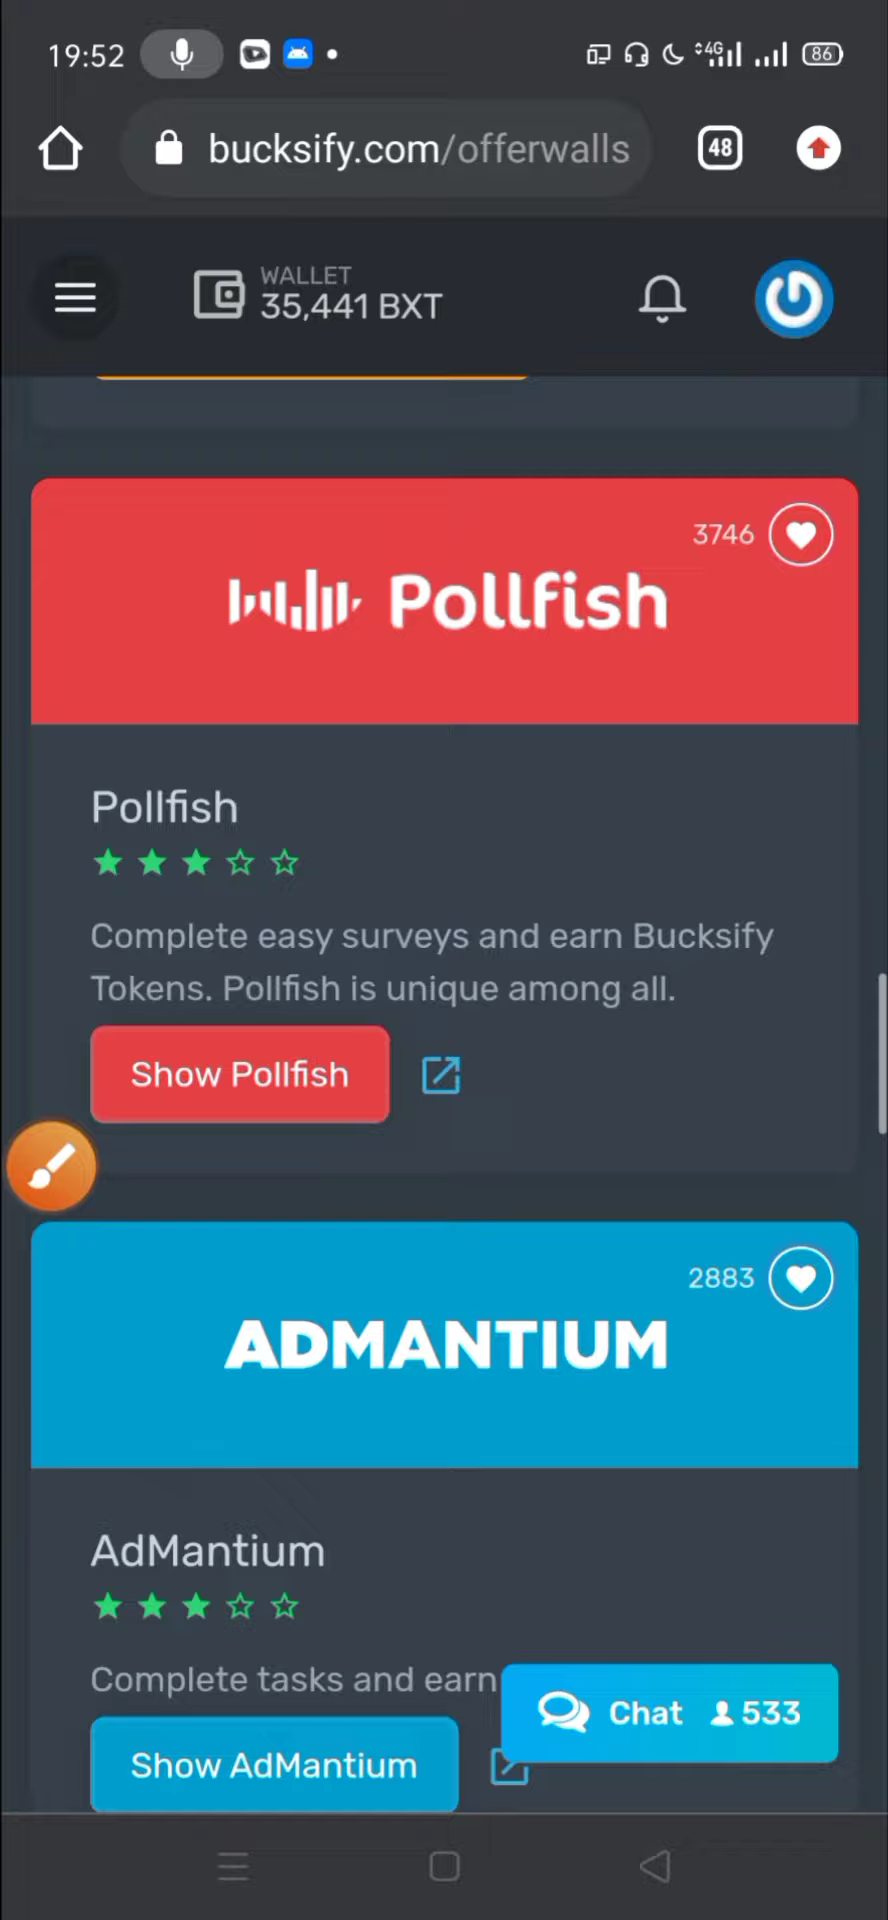 19:52
4G
86
bucksify.com/offerwalls
48
WALLET
35,441 BXT
3746
Pollfish
Pollfish
Complete easy surveys and earn Bucksify
Tokens. Pollfish is unique among all.
Show Pollfish
2883
ADMANTIUM
AdMantium
Complete tasks and earn
Chat 533
Show AdMantium